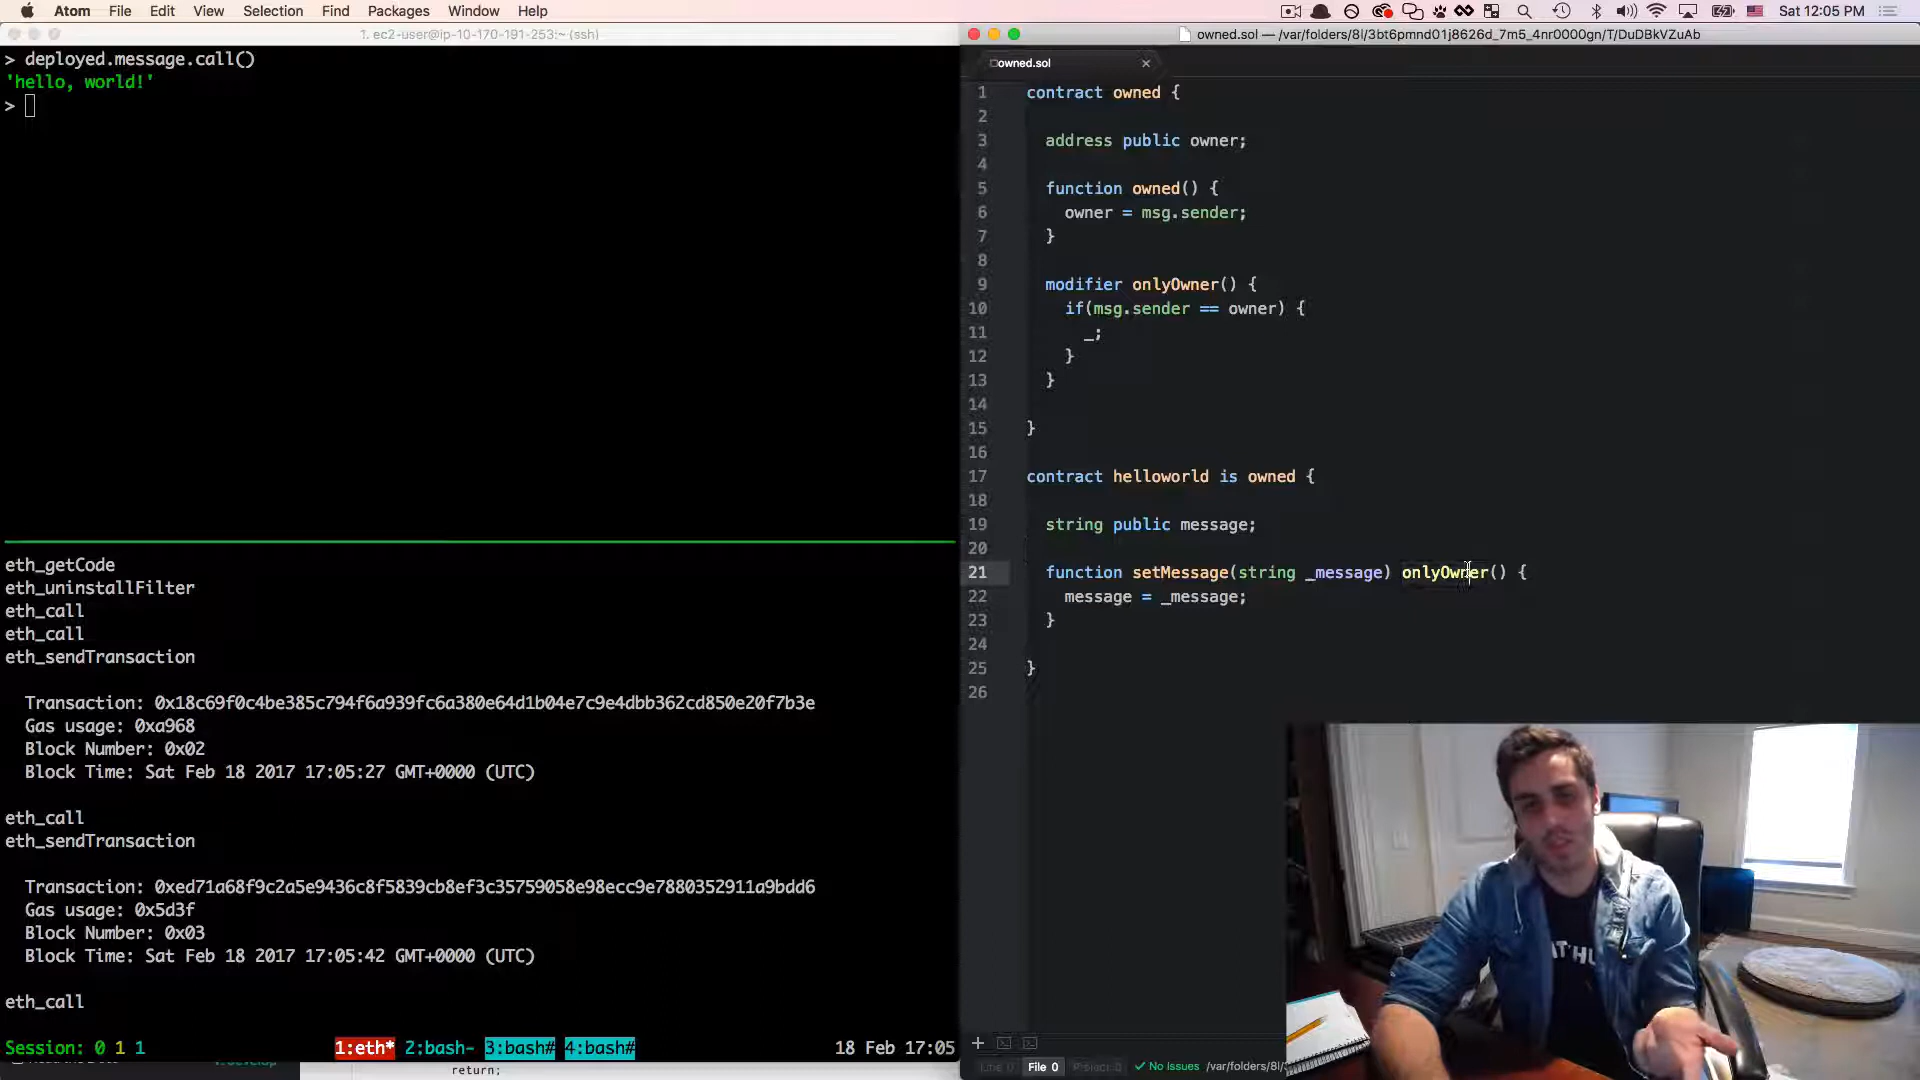 Atom File Edit View Selection Find Packages Window Help
Sat 12:05 PM
1. ec2-user@ip-10-170-191-253:~ (ssh)
> deployed.message.call()
'hello, world!'
>
eth_getCode
eth_uninstallFilter
eth_call
eth_call
eth_sendTransaction
Transaction: 0x18c69f0c4be385c794f6a939fc6a380e64d1b04e7c9e4dbb362cd850e20f7b3e
Gas usage: 0xa968
Block Number: 0x02
Block Time: Sat Feb 18 2017 17:05:27 GMT+0000 (UTC)
eth_call
eth_sendTransaction
Transaction: 0xed71a68f9c2a5e9436c8f5839cb8ef3c35759058e98ecc9e7880352911a9bdd6
Gas usage: 0x5d3f
Block Number: 0x03
Block Time: Sat Feb 18 2017 17:05:42 GMT+0000 (UTC)
eth_call
Session: 0 1 1 1:eth* 2:bash- 3:bash# 4:bash# 18 Feb 17:05
return;
owned.sol — /var/folders/8l/3bt6pmnd01j8626d_7m5_4nr0000gn/T/DuDBkVZuAb
owned.sol
1 contract owned {
2
3 address public owner;
4
5 function owned() {
6 owner = msg.sender;
7 }
8
9 modifier onlyOwner() {
10 if(msg.sender == owner) {
11 _;
12 }
13 }
14
15 }
16
17 contract helloworld is owned {
18
19 string public message;
20
21 function setMessage(string _message) onlyOwner() {
22 message = _message;
23 }
24
25 }
26
File 0 No Issues /var/folders/8l/